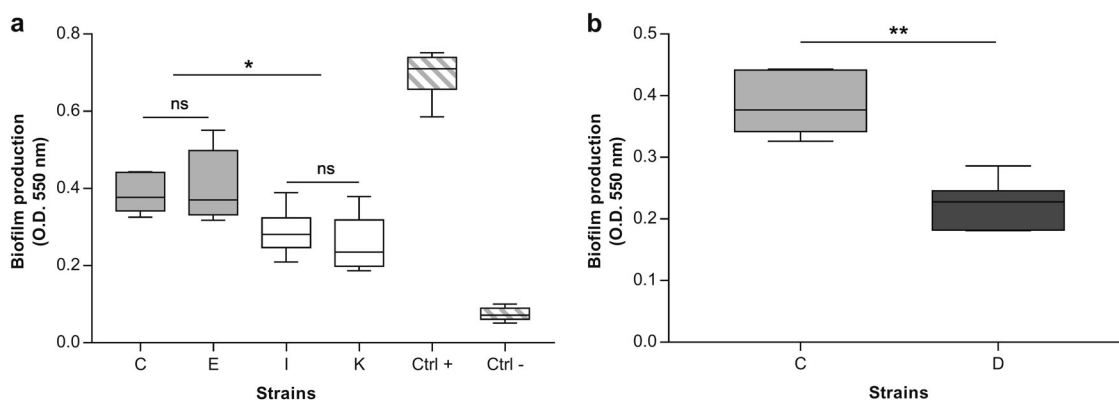 a
Biofilm production
(O.D. 550 nm)
0.8
0.6
0.4
0.2
0.0
*
ns
ns
C E I K Ctrl + Ctrl -
Strains
b
Biofilm production
(O.D. 550 nm)
0.5
0.4
0.3
0.2
0.1
0.0
**
C D
Strains